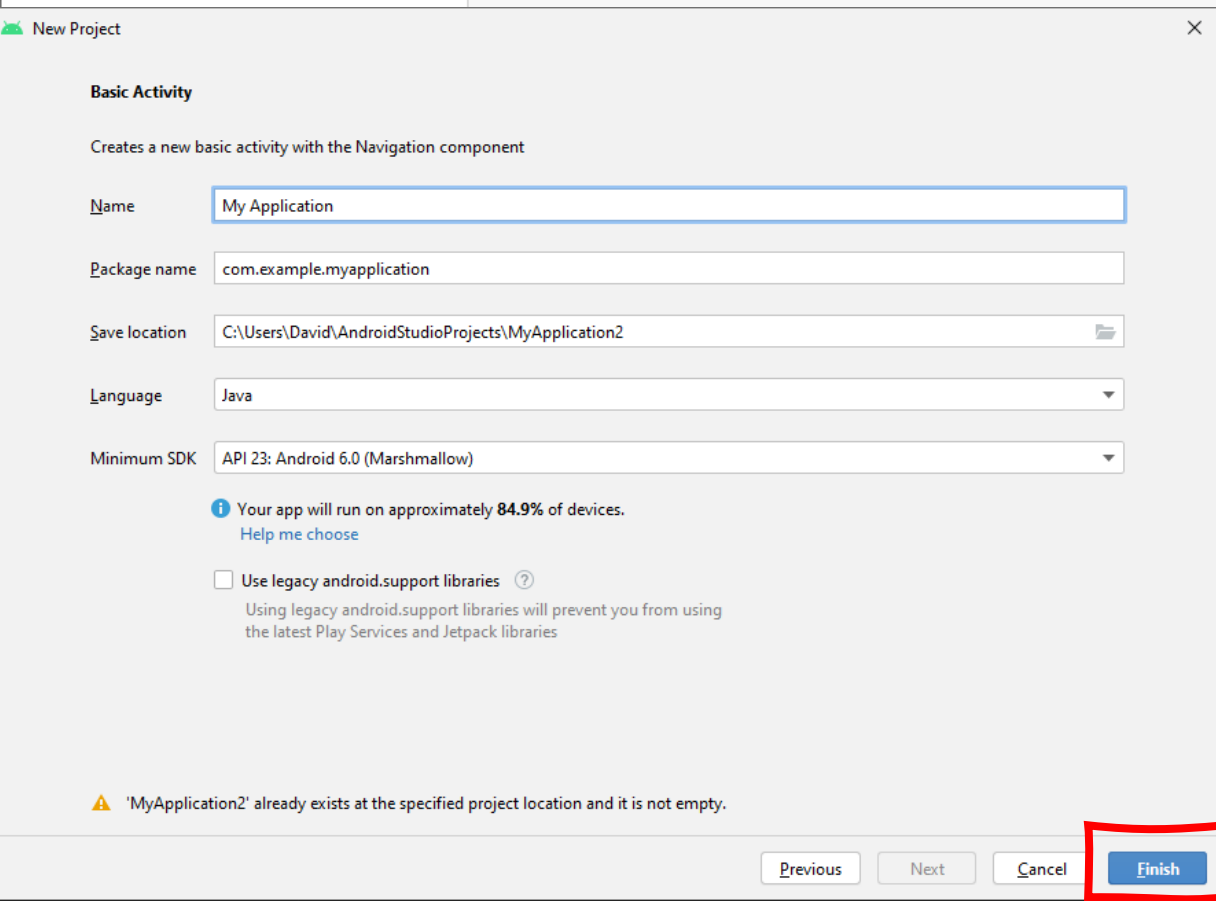 New Project
Basic Activity
Creates a new basic activity with the Navigation component
Name My Application
Package name com.example.myapplication
Save location C:\Users\David\AndroidStudioProjects\MyApplication2
Language Java
Minimum SDK API 23: Android 6.0 (Marshmallow)
Your app will run on approximately 84.9% of devices.
Help me choose
Use legacy android.support libraries ?
Using legacy android.support libraries will prevent you from using
the latest Play Services and Jetpack libraries
'MyApplication2' already exists at the specified project location and it is not empty.
Previous Next Cancel Finish